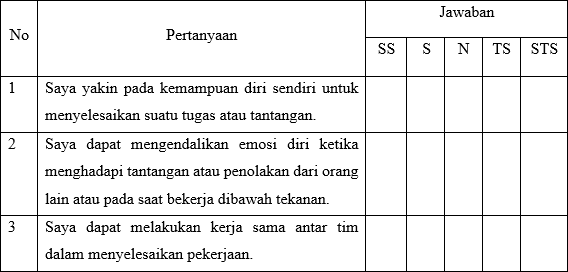 No Pertanyaan Jawaban
SS S N TS STS
1 Saya yakin pada kemampuan diri sendiri untuk
menyelesaikan suatu tugas atau tantangan.
2 Saya dapat mengendalikan emosi diri ketika
menghadapi tantangan atau penolakan dari orang
lain atau pada saat bekerja dibawah tekanan.
3 Saya dapat melakukan kerja sama antar tim
dalam menyelesaikan pekerjaan.